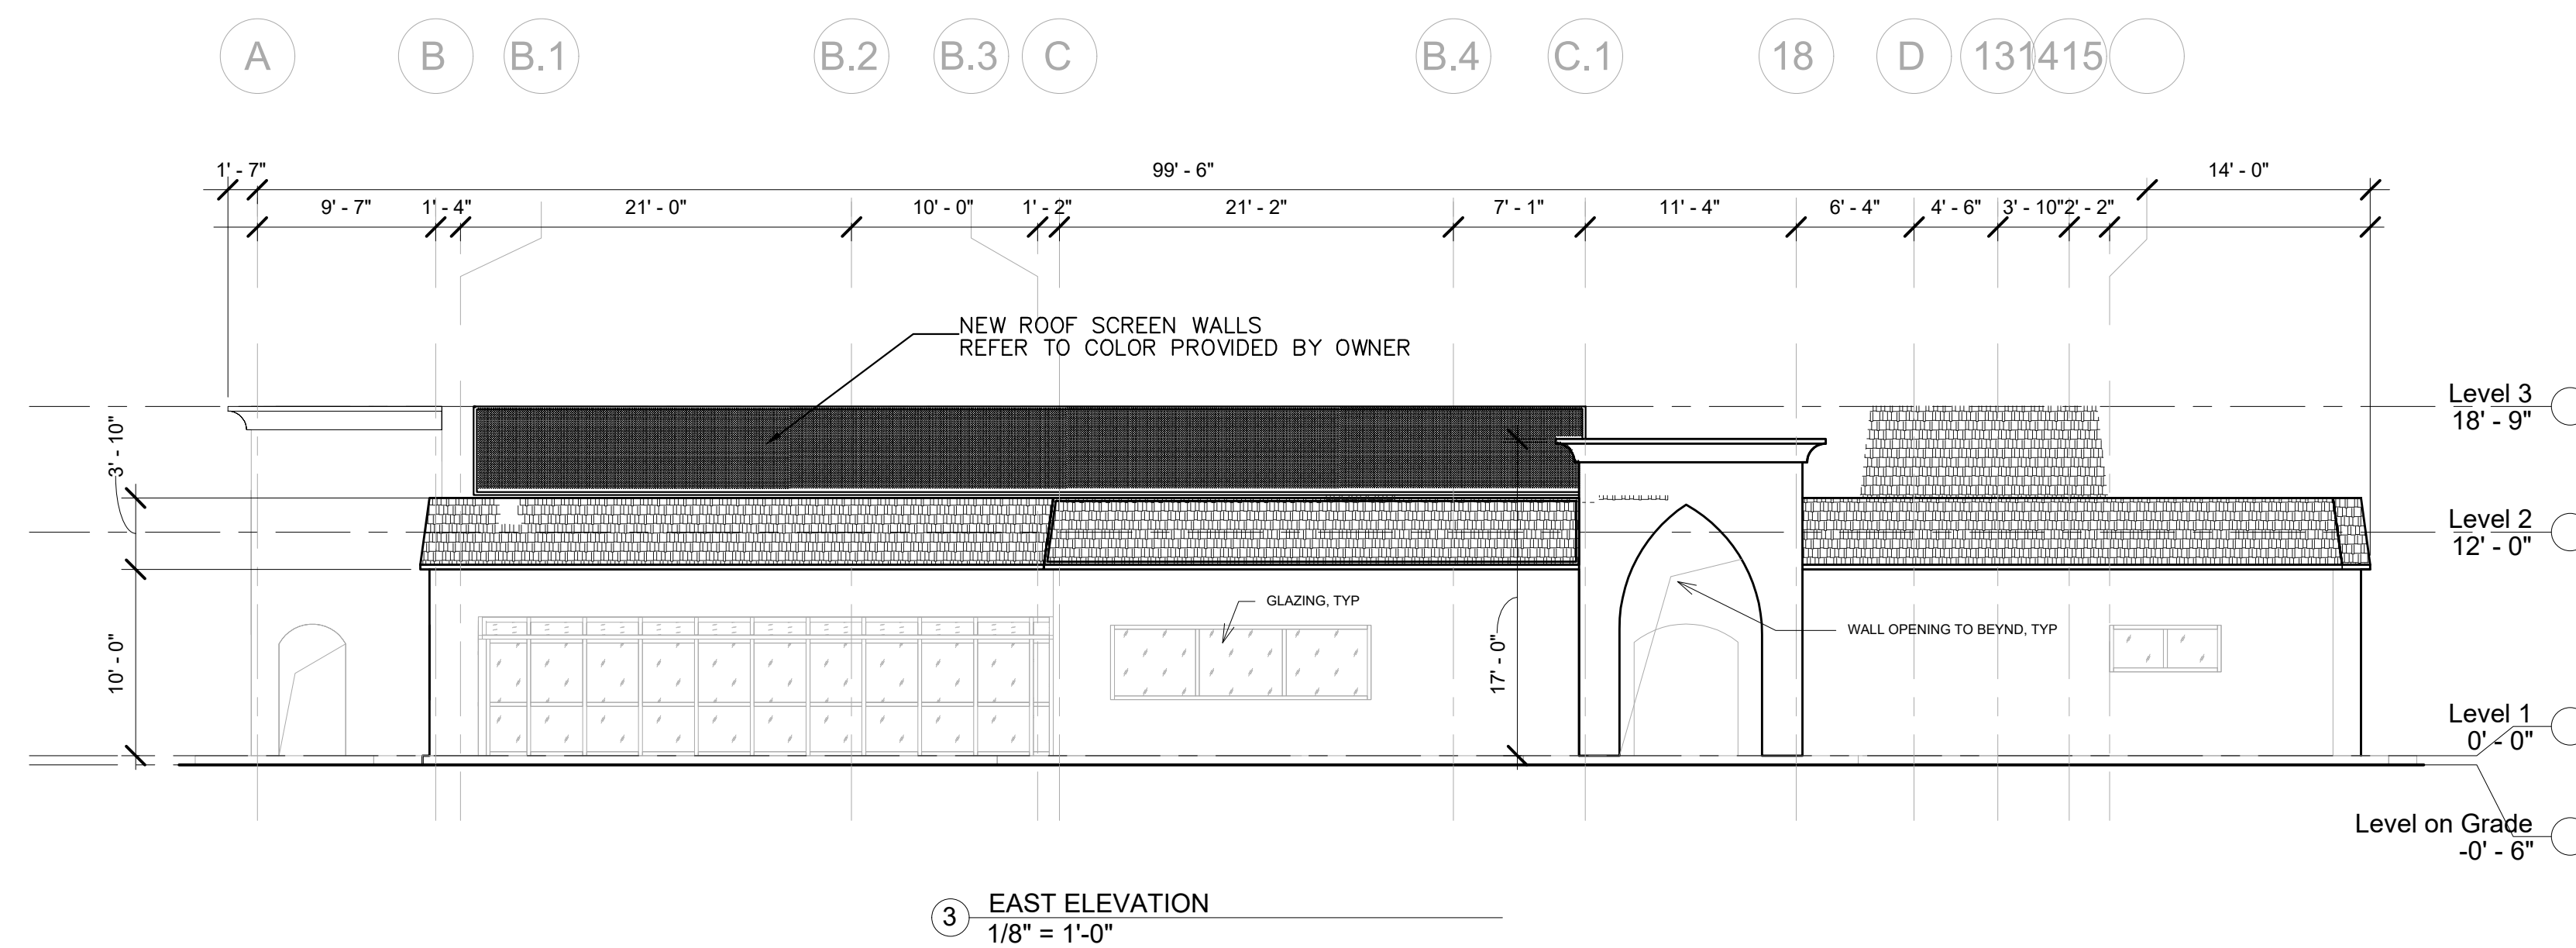 A B B.1 B.2 B.3 C B.4 C.1 18 D 131415
1' - 7" 99' - 6" 14' - 0"
9' - 7" 1' - 4" 21' - 0" 10' - 0" 1' - 2" 21' - 2" 7' - 1" 11' - 4" 6' - 4" 4' - 6" 3' - 10" 2' - 2"
NEW ROOF SCREEN WALLS
REFER TO COLOR PROVIDED BY OWNER
Level 3
18' - 9"
3' - 10"
Level 2
12' - 0"
GLAZING, TYP
WALL OPENING TO BEYND, TYP
10' - 0"
17' - 0"
Level 1
0' - 0"
Level on Grade
-0' - 6"
3 EAST ELEVATION
1/8" = 1'-0"